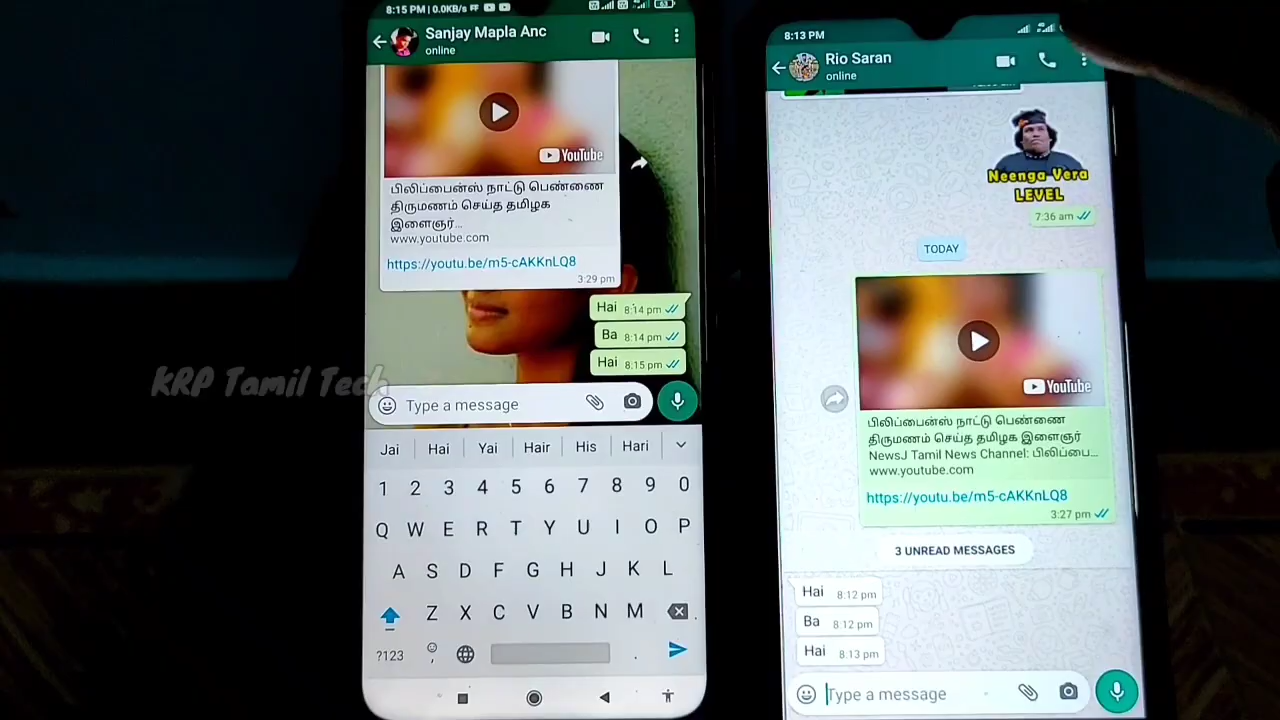 8:15 PM | 0.0KB/s
63
Sanjay Mapla Anc
online
YouTube
பிலிப்பைன்ஸ் நாட்டு பெண்ணை
திருமணம் செய்த தமிழக
இளைஞர்...
www.youtube.com
https://youtu.be/m5-cAKKnLQ8
3:29 pm
Hai 8:14 pm
Ba 8:14 pm
Hai 8:15 pm
Type a message
Jai Hai Yai Hair His Hari
1 2 3 4 5 6 7 8 9 0
Q W E R T Y U I O P
A S D F G H J K L
Z X C V B N M
?123 , .
KRP Tamil Tech
8:13 PM
Rio Saran
online
Neenga Vera
LEVEL
7:36 am
TODAY
YouTube
பிலிப்பைன்ஸ் நாட்டு பெண்ணை
திருமணம் செய்த தமிழக இளைஞர்
NewsJ Tamil News Channel: பிலிப்பை...
www.youtube.com
https://youtu.be/m5-cAKKnLQ8
3:27 pm
3 UNREAD MESSAGES
Hai 8:12 pm
Ba 8:12 pm
Hai 8:13 pm
Type a message